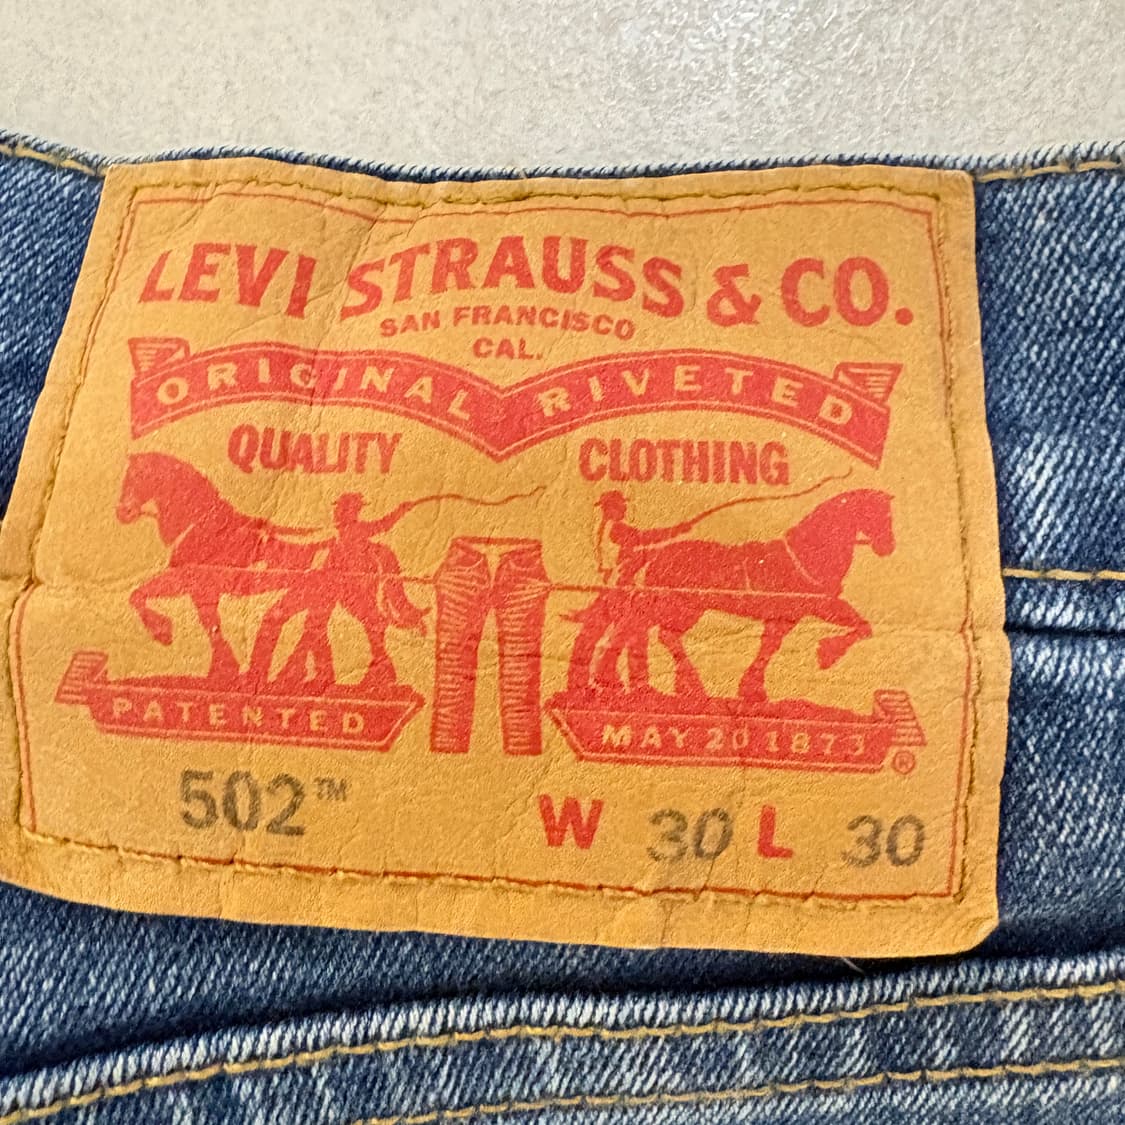 LEVI STRAUSS & CO.
SAN FRANCISCO
CAL.
ORIGINAL RIVETED
QUALITY CLOTHING
PATENTED MAY 20 1873 ®
502™ W 30 L 30